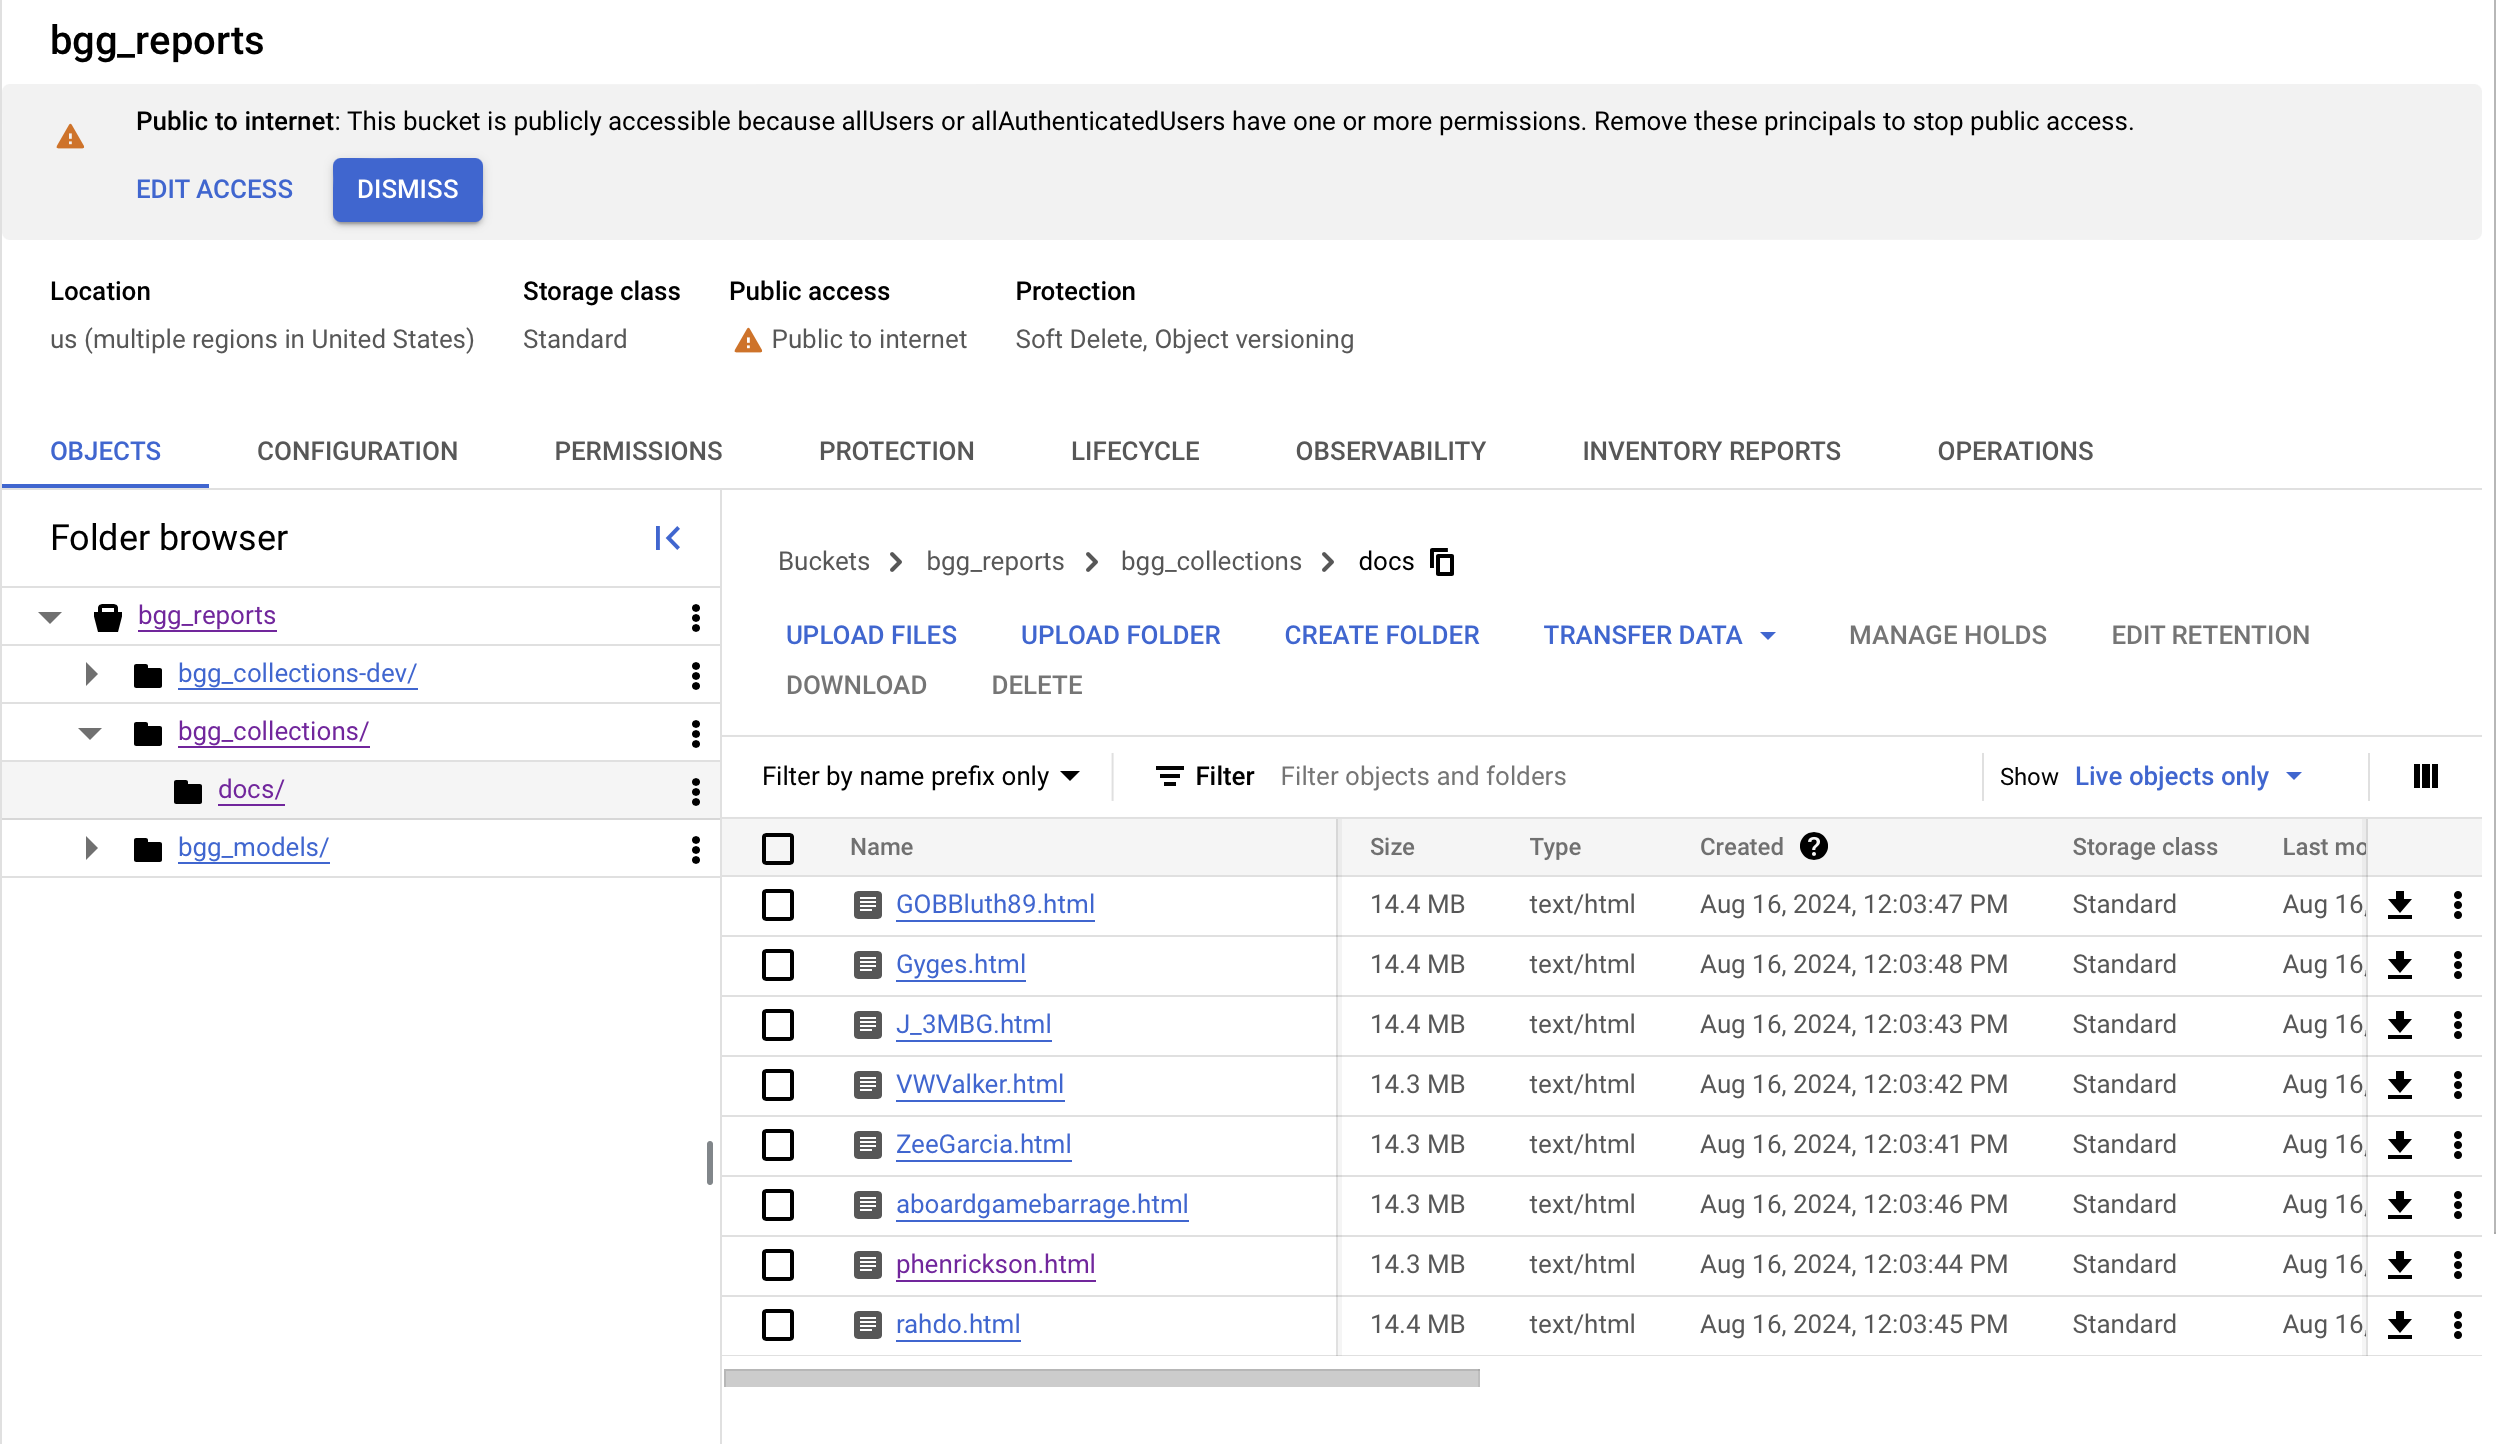 bgg_reports
Public to internet: This bucket is publicly accessible because allUsers or allAuthenticatedUsers have one or more permissions. Remove these principals to stop public access.
EDIT ACCESS DISMISS
Location Storage class Public access Protection
us (multiple regions in United States) Standard Public to internet Soft Delete, Object versioning
OBJECTS CONFIGURATION PERMISSIONS PROTECTION LIFECYCLE OBSERVABILITY INVENTORY REPORTS OPERATIONS
Folder browser
bgg_reports
bgg_collections-dev/
bgg_collections/
docs/
bgg_models/
Buckets bgg_reports bgg_collections docs
UPLOAD FILES UPLOAD FOLDER CREATE FOLDER TRANSFER DATA MANAGE HOLDS EDIT RETENTION
DOWNLOAD DELETE
Filter by name prefix only Filter Filter objects and folders Show Live objects only
Name Size Type Created ? Storage class Last mo
GOBBluth89.html 14.4 MB text/html Aug 16, 2024, 12:03:47 PM Standard Aug 16,
Gyges.html 14.4 MB text/html Aug 16, 2024, 12:03:48 PM Standard Aug 16,
J_3MBG.html 14.4 MB text/html Aug 16, 2024, 12:03:43 PM Standard Aug 16,
VWValker.html 14.3 MB text/html Aug 16, 2024, 12:03:42 PM Standard Aug 16,
ZeeGarcia.html 14.3 MB text/html Aug 16, 2024, 12:03:41 PM Standard Aug 16,
aboardgamebarrage.html 14.3 MB text/html Aug 16, 2024, 12:03:46 PM Standard Aug 16,
phenrickson.html 14.3 MB text/html Aug 16, 2024, 12:03:44 PM Standard Aug 16,
rahdo.html 14.4 MB text/html Aug 16, 2024, 12:03:45 PM Standard Aug 16,